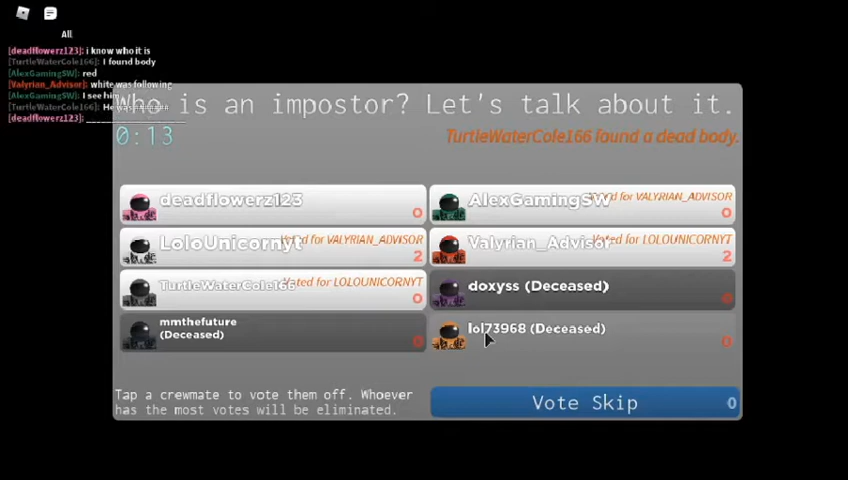 All
[deadflowerz123]: i know who it is
[TurtleWaterCole166]: I found body
[AlexGamingSW]: red
[Valyrian_Advisor]: white was following
[AlexGamingSW]: I see him
[TurtleWaterCole166]: He was
[deadflowerz123]:
Who is an impostor? Let's talk about it.
0:13
TurtleWaterCole166 found a dead body.
deadflowerz123
0
AlexGamingSW
Voted for VALYRIAN_ADVISOR
0
LoloUnicornyt
Voted for VALYRIAN_ADVISOR
2
Valyrian_Advisor
Voted for LOLOUNICORNYT
2
TurtleWaterCole166
Voted for LOLOUNICORNYT
0
doxyss (Deceased)
0
mmthefuture
(Deceased)
0
lol73968 (Deceased)
0
Tap a crewmate to vote them off. Whoever
has the most votes will be eliminated.
Vote Skip
0